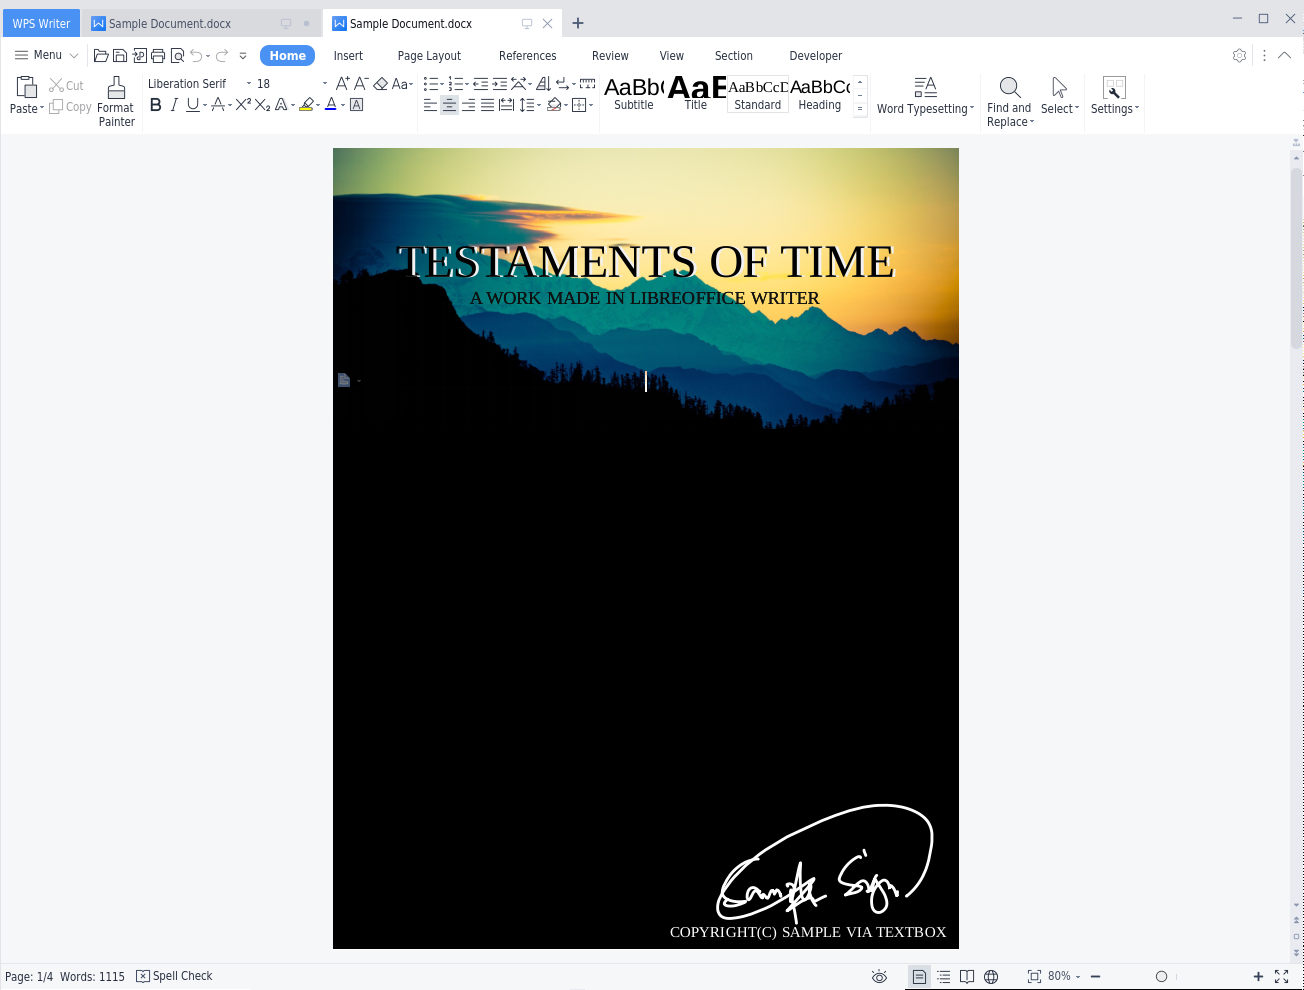 WPS Writer
Sample Document.docx
Sample Document.docx
Menu
Home
Insert
Page Layout
References
Review
View
Section
Developer
Paste
Cut
Copy
Format
Painter
Liberation Serif
18
AaBb(
Subtitle
AaE
Title
AaBbCcD
Standard
AaBbCc
Heading
Word Typesetting
Find and
Replace
Select
Settings
TESTAMENTS OF TIME
A WORK MADE IN LIBREOFFICE WRITER
Sample Sign
COPYRIGHT(C) SAMPLE VIA TEXTBOX
Page: 1/4 Words: 1115
Spell Check
80%